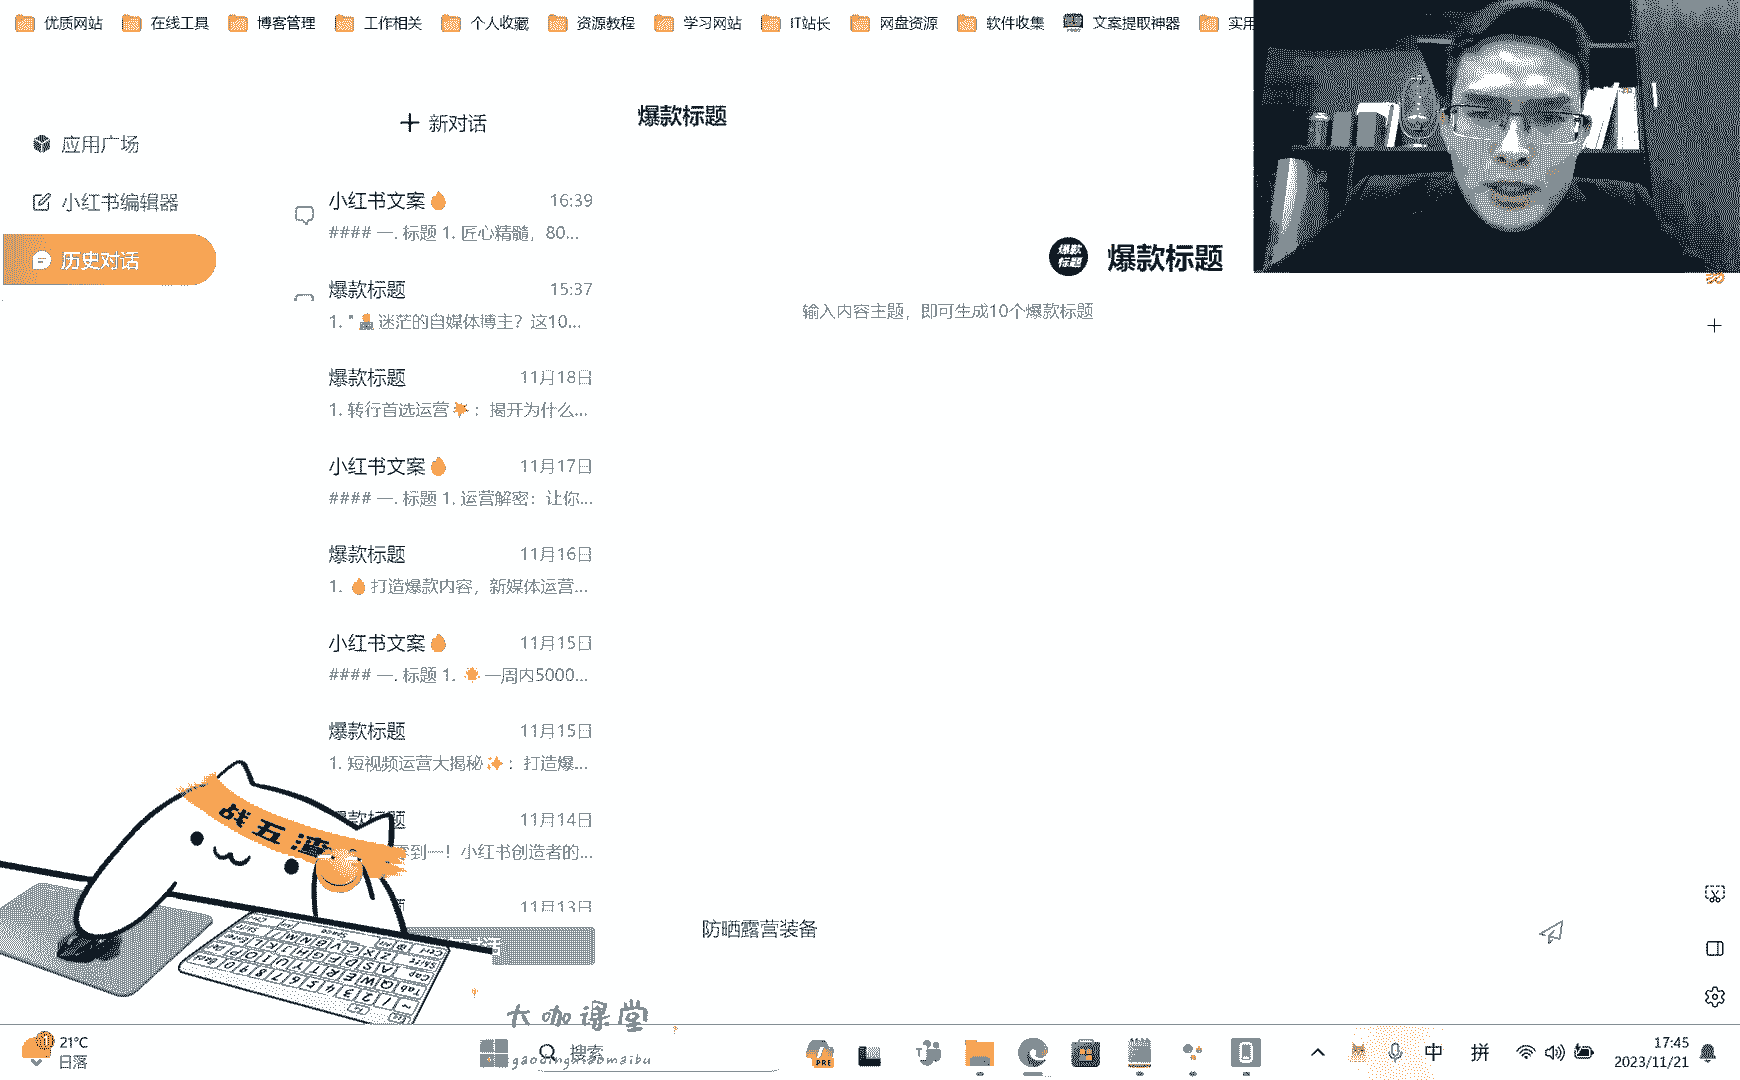 优质网站 在线工具 博客管理 工作相关 个人收藏 资源教程 学习网站 IT站长 网盘资源 软件收集 文案提取神器 实用
应用广场
小红书编辑器
历史对话
新对话
小红书文案 16:39
#### 一. 标题 1. 匠心精髓，80...
爆款标题 15:37
1. "迷茫的自媒体博主？这10...
爆款标题 11月18日
1. 转行首选运营：揭开为什么...
小红书文案 11月17日
#### 一. 标题 1. 运营解密：让你...
爆款标题 11月16日
1. 打造爆款内容，新媒体运营...
小红书文案 11月15日
#### 一. 标题 1. 一周内5000...
爆款标题 11月15日
1. 短视频运营大揭秘：打造爆...
标题 11月14日
到一！小红书创造者的...
11月13日
爆款标题
爆款标题
爆款标题
输入内容主题，即可生成10个爆款标题
防晒露营装备
战五渣
大咖课堂
gaodingniaomaibu
21°C
日落
搜索
PRE
中 拼
17:45
2023/11/21